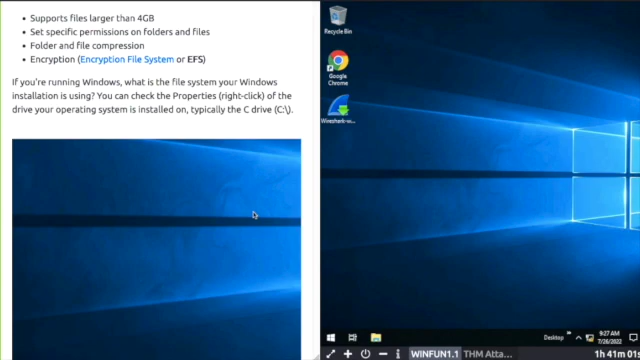 Supports files larger than 4GB
Set specific permissions on folders and files
Folder and file compression
Encryption (Encryption File System or EFS)
If you're running Windows, what is the file system your Windows
installation is using? You can check the Properties (right-click) of the
drive your operating system is installed on, typically the C drive (C:\).
Recycle Bin
Google
Chrome
Wireshark-w...
Desktop
9:27 AM
7/26/2022
WINFUN1.1
THM Atta...
1h 41m 01